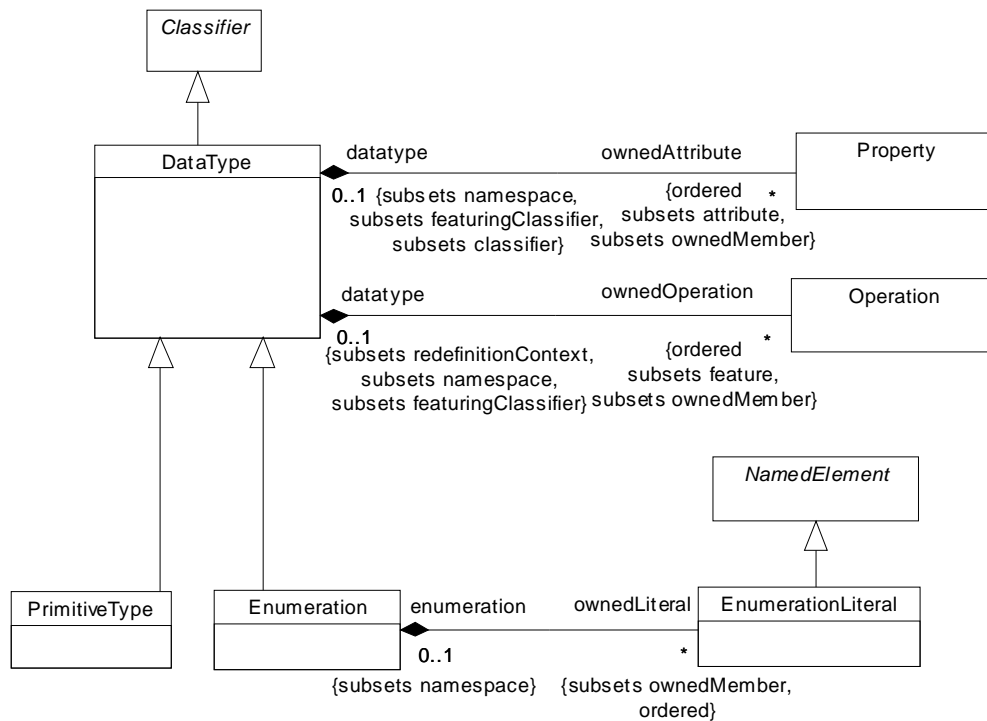 Classifier
DataType
datatype
ownedAttribute
Property
0..1 {subsets namespace,
subsets featuringClassifier,
subsets classifier}
{ordered *
subsets attribute,
subsets ownedMember}
datatype
ownedOperation
Operation
0..1
{subsets redefinitionContext,
subsets namespace,
subsets featuringClassifier}
*
{ordered
subsets feature,
subsets ownedMember}
NamedElement
PrimitiveType
Enumeration
enumeration
ownedLiteral
EnumerationLiteral
0..1
{subsets namespace}
*
{subsets ownedMember,
ordered}